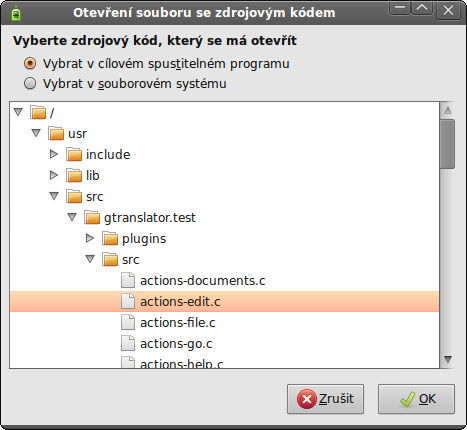 Otevření souboru se zdrojovým kódem
Vyberte zdrojový kód, který se má otevřít
Vybrat v cílovém spustitelném programu
Vybrat v souborovém systému
/
usr
include
lib
src
gtranslator.test
plugins
src
actions-documents.c
actions-edit.c
actions-file.c
actions-go.c
actions-help.c
Zrušit
OK